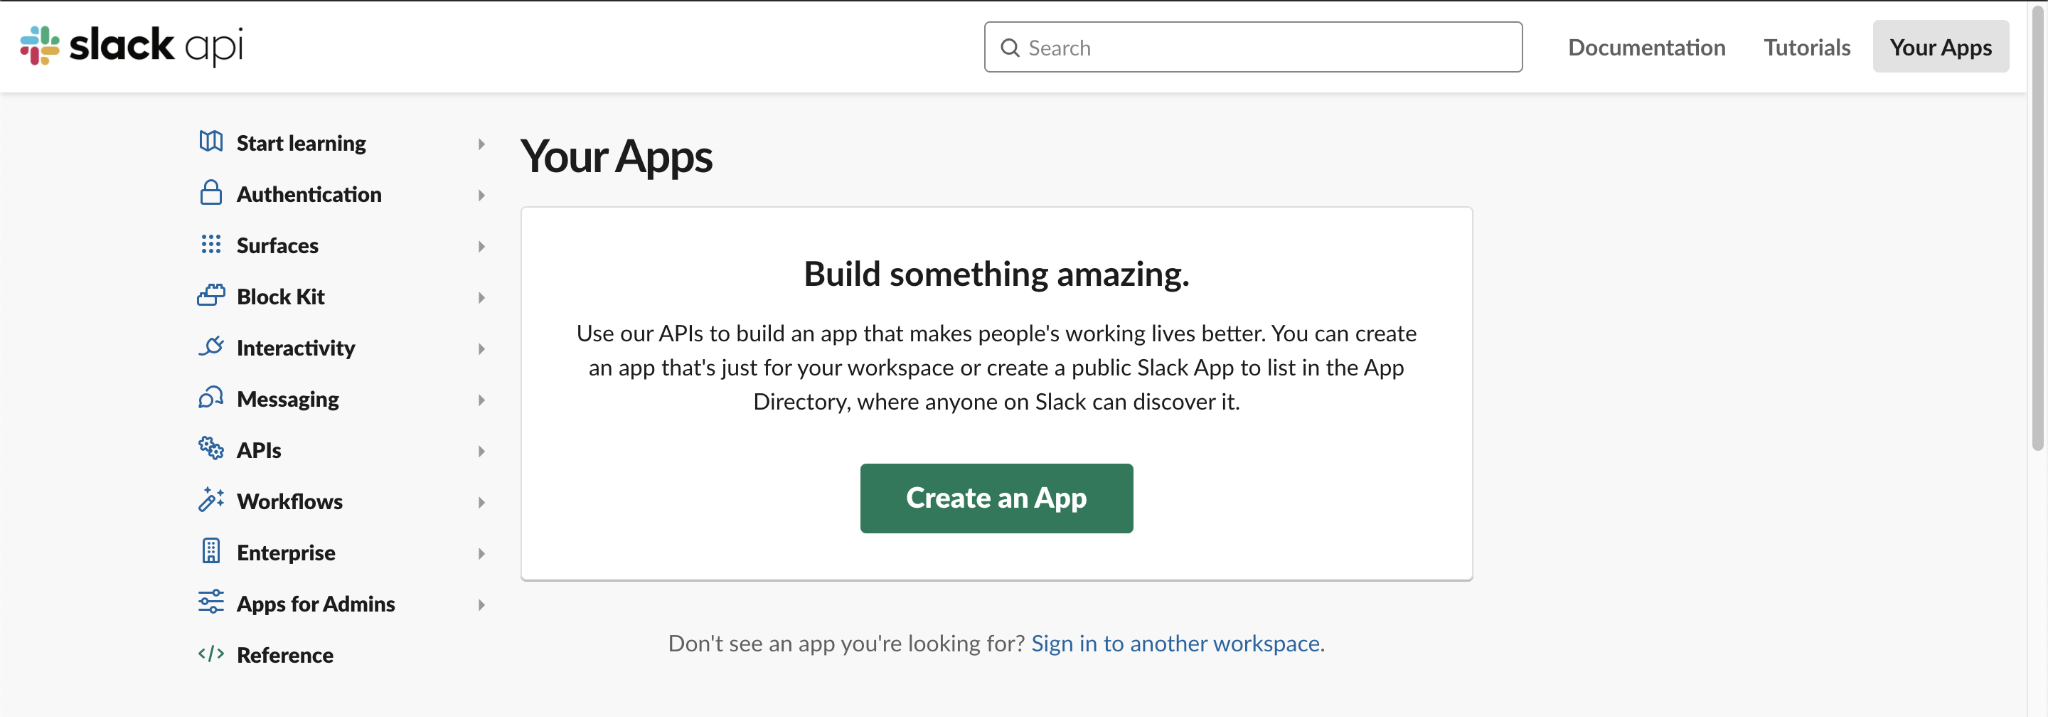 slack api
Search
Documentation
Tutorials
Your Apps
Start learning
Authentication
Surfaces
Block Kit
Interactivity
Messaging
APIs
Workflows
Enterprise
Apps for Admins
Reference
Your Apps
Build something amazing.
Use our APIs to build an app that makes people's working lives better. You can create
an app that's just for your workspace or create a public Slack App to list in the App
Directory, where anyone on Slack can discover it.
Create an App
Don't see an app you're looking for? Sign in to another workspace.